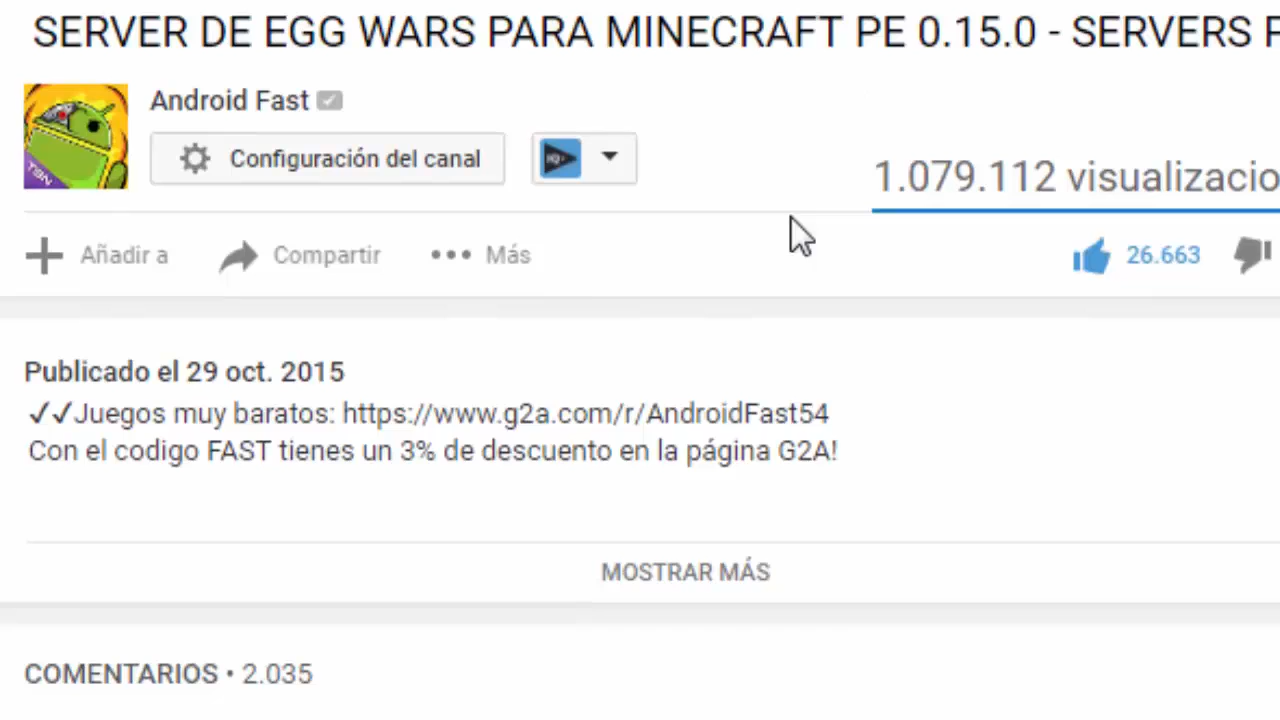 SERVER DE EGG WARS PARA MINECRAFT PE 0.15.0 - SERVERS
Android Fast
TGN
Configuración del canal
HQ+
1.079.112 visualizacio
Añadir a
Compartir
Más
26.663
Publicado el 29 oct. 2015
✓✓Juegos muy baratos: https://www.g2a.com/r/AndroidFast54
Con el codigo FAST tienes un 3% de descuento en la página G2A!
MOSTRAR MÁS
COMENTARIOS • 2.035